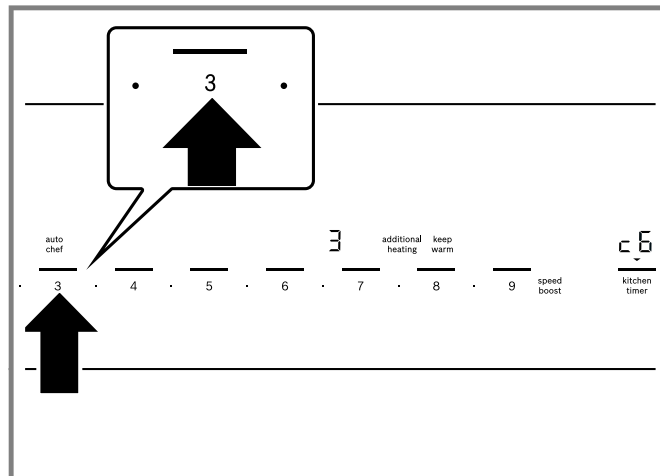 3
auto
chef
3
additional
heating
keep
warm
c6
3 4 5 6 7 8 9
speed
boost
kitchen
timer